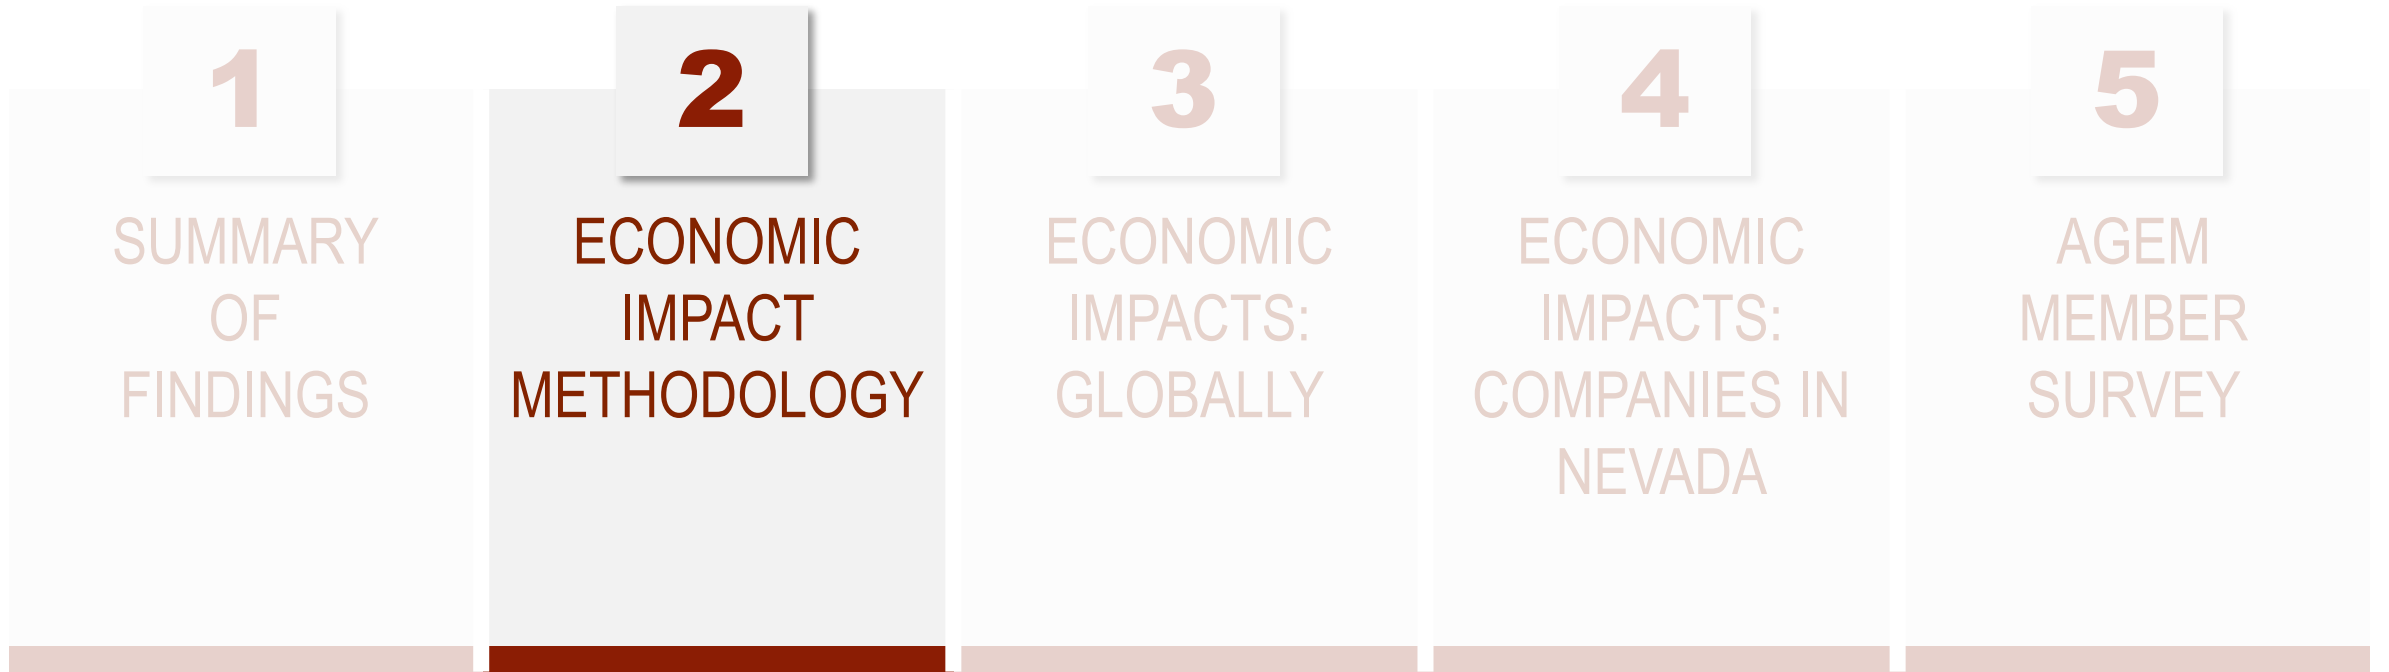 1
SUMMARY
OF
FINDINGS
2
ECONOMIC
IMPACT
METHODOLOGY
3
ECONOMIC
IMPACTS:
GLOBALLY
4
ECONOMIC
IMPACTS:
COMPANIES IN
NEVADA
5
AGEM
MEMBER
SURVEY